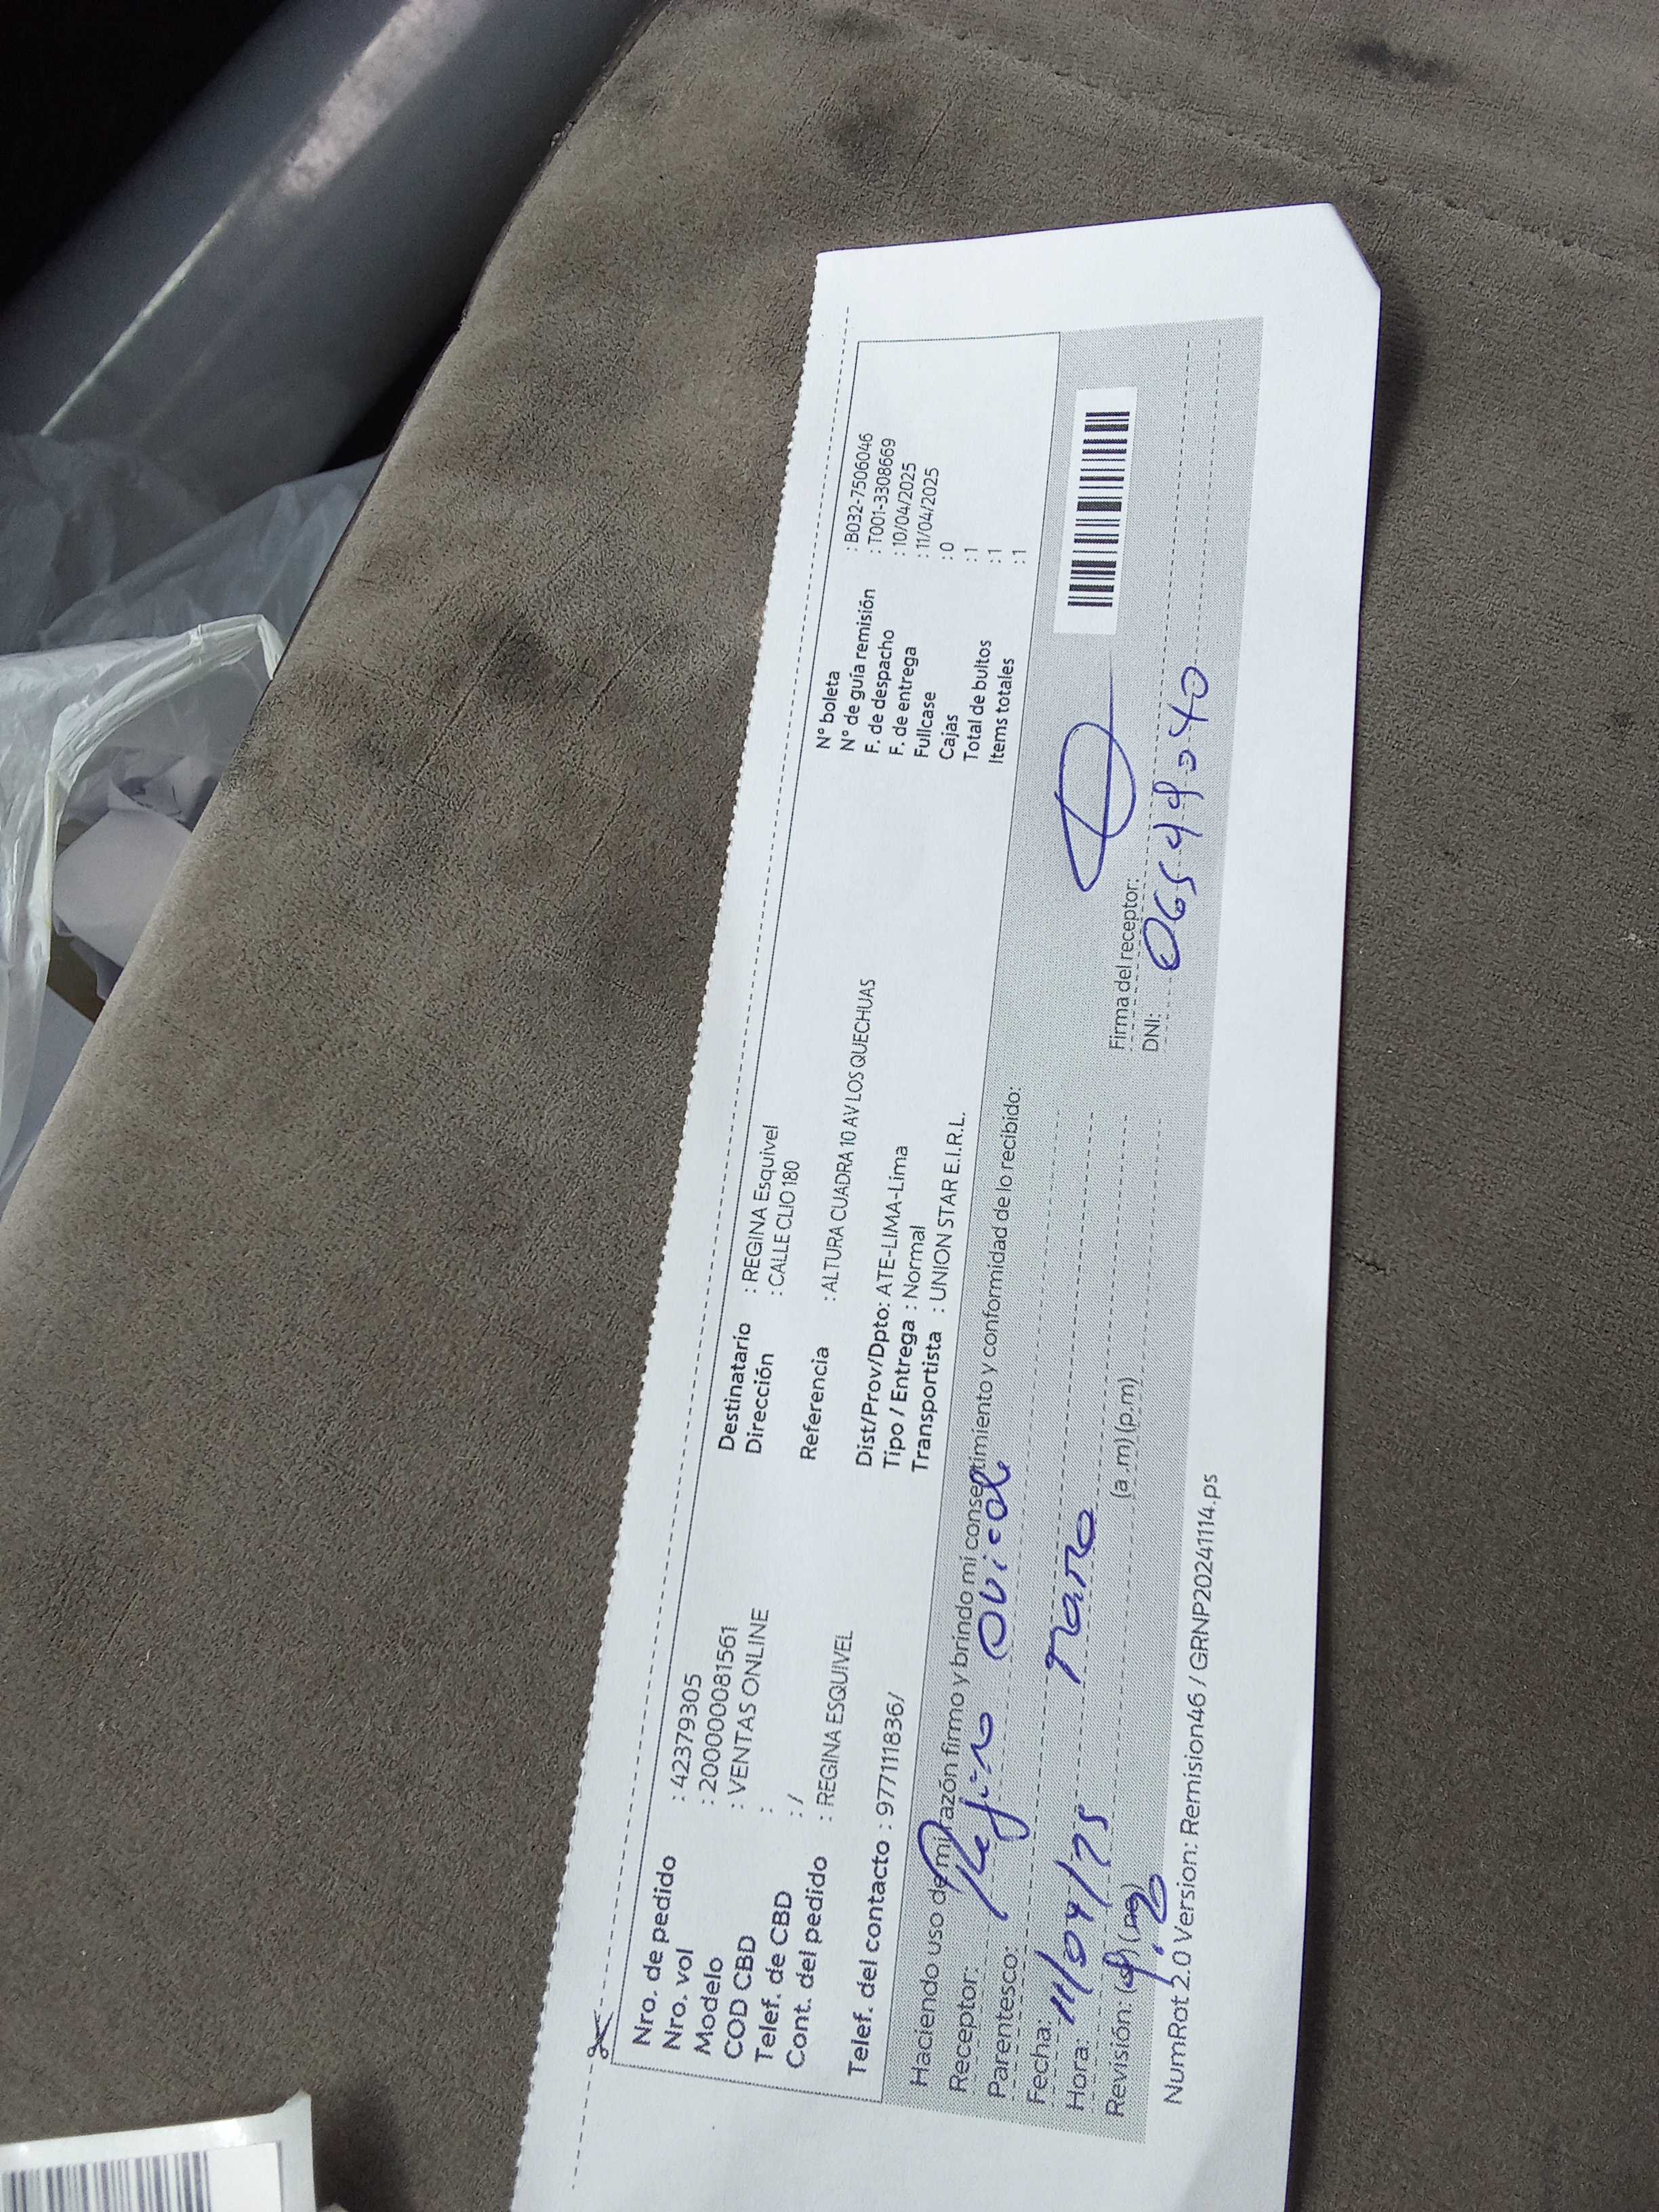 Nro. de pedido : 42379305
Nro. vol : 20000000081561
Modelo : VENTAS ONLINE
COD CBD :
Telef. de CBD : /
Cont. del pedido : REGINA ESQUIVEL
Telef. del contacto : 977111836/
Destinatario : REGINA Esquivel
Dirección : CALLE CLIO 180
Referencia : ALTURA CUADRA 10 AV LOS QUECHUAS
Dist/Prov/Dpto: ATE-LIMA-Lima
Tipo / Entrega : Normal
Transportista : UNION STAR E.I.R.L.
N° boleta : B032-7506046
N° de guía remisión : T001-3308669
F. de despacho : 10/04/2025
F. de entrega : 11/04/2025
Fullcase : 0
Cajas : 1
Total de bultos : 1
Items totales : 1
Haciendo uso de mi razón firmo y brindo mi consentimiento y conformidad de lo recibido:
Receptor:
Parentesco:
Fecha: 11/04/25
Hora: (a.m) (p.m)
Revisión:
Firma del receptor:
DNI:
NumRot 2.0 Version: Remision46 / GRNP20241114.ps